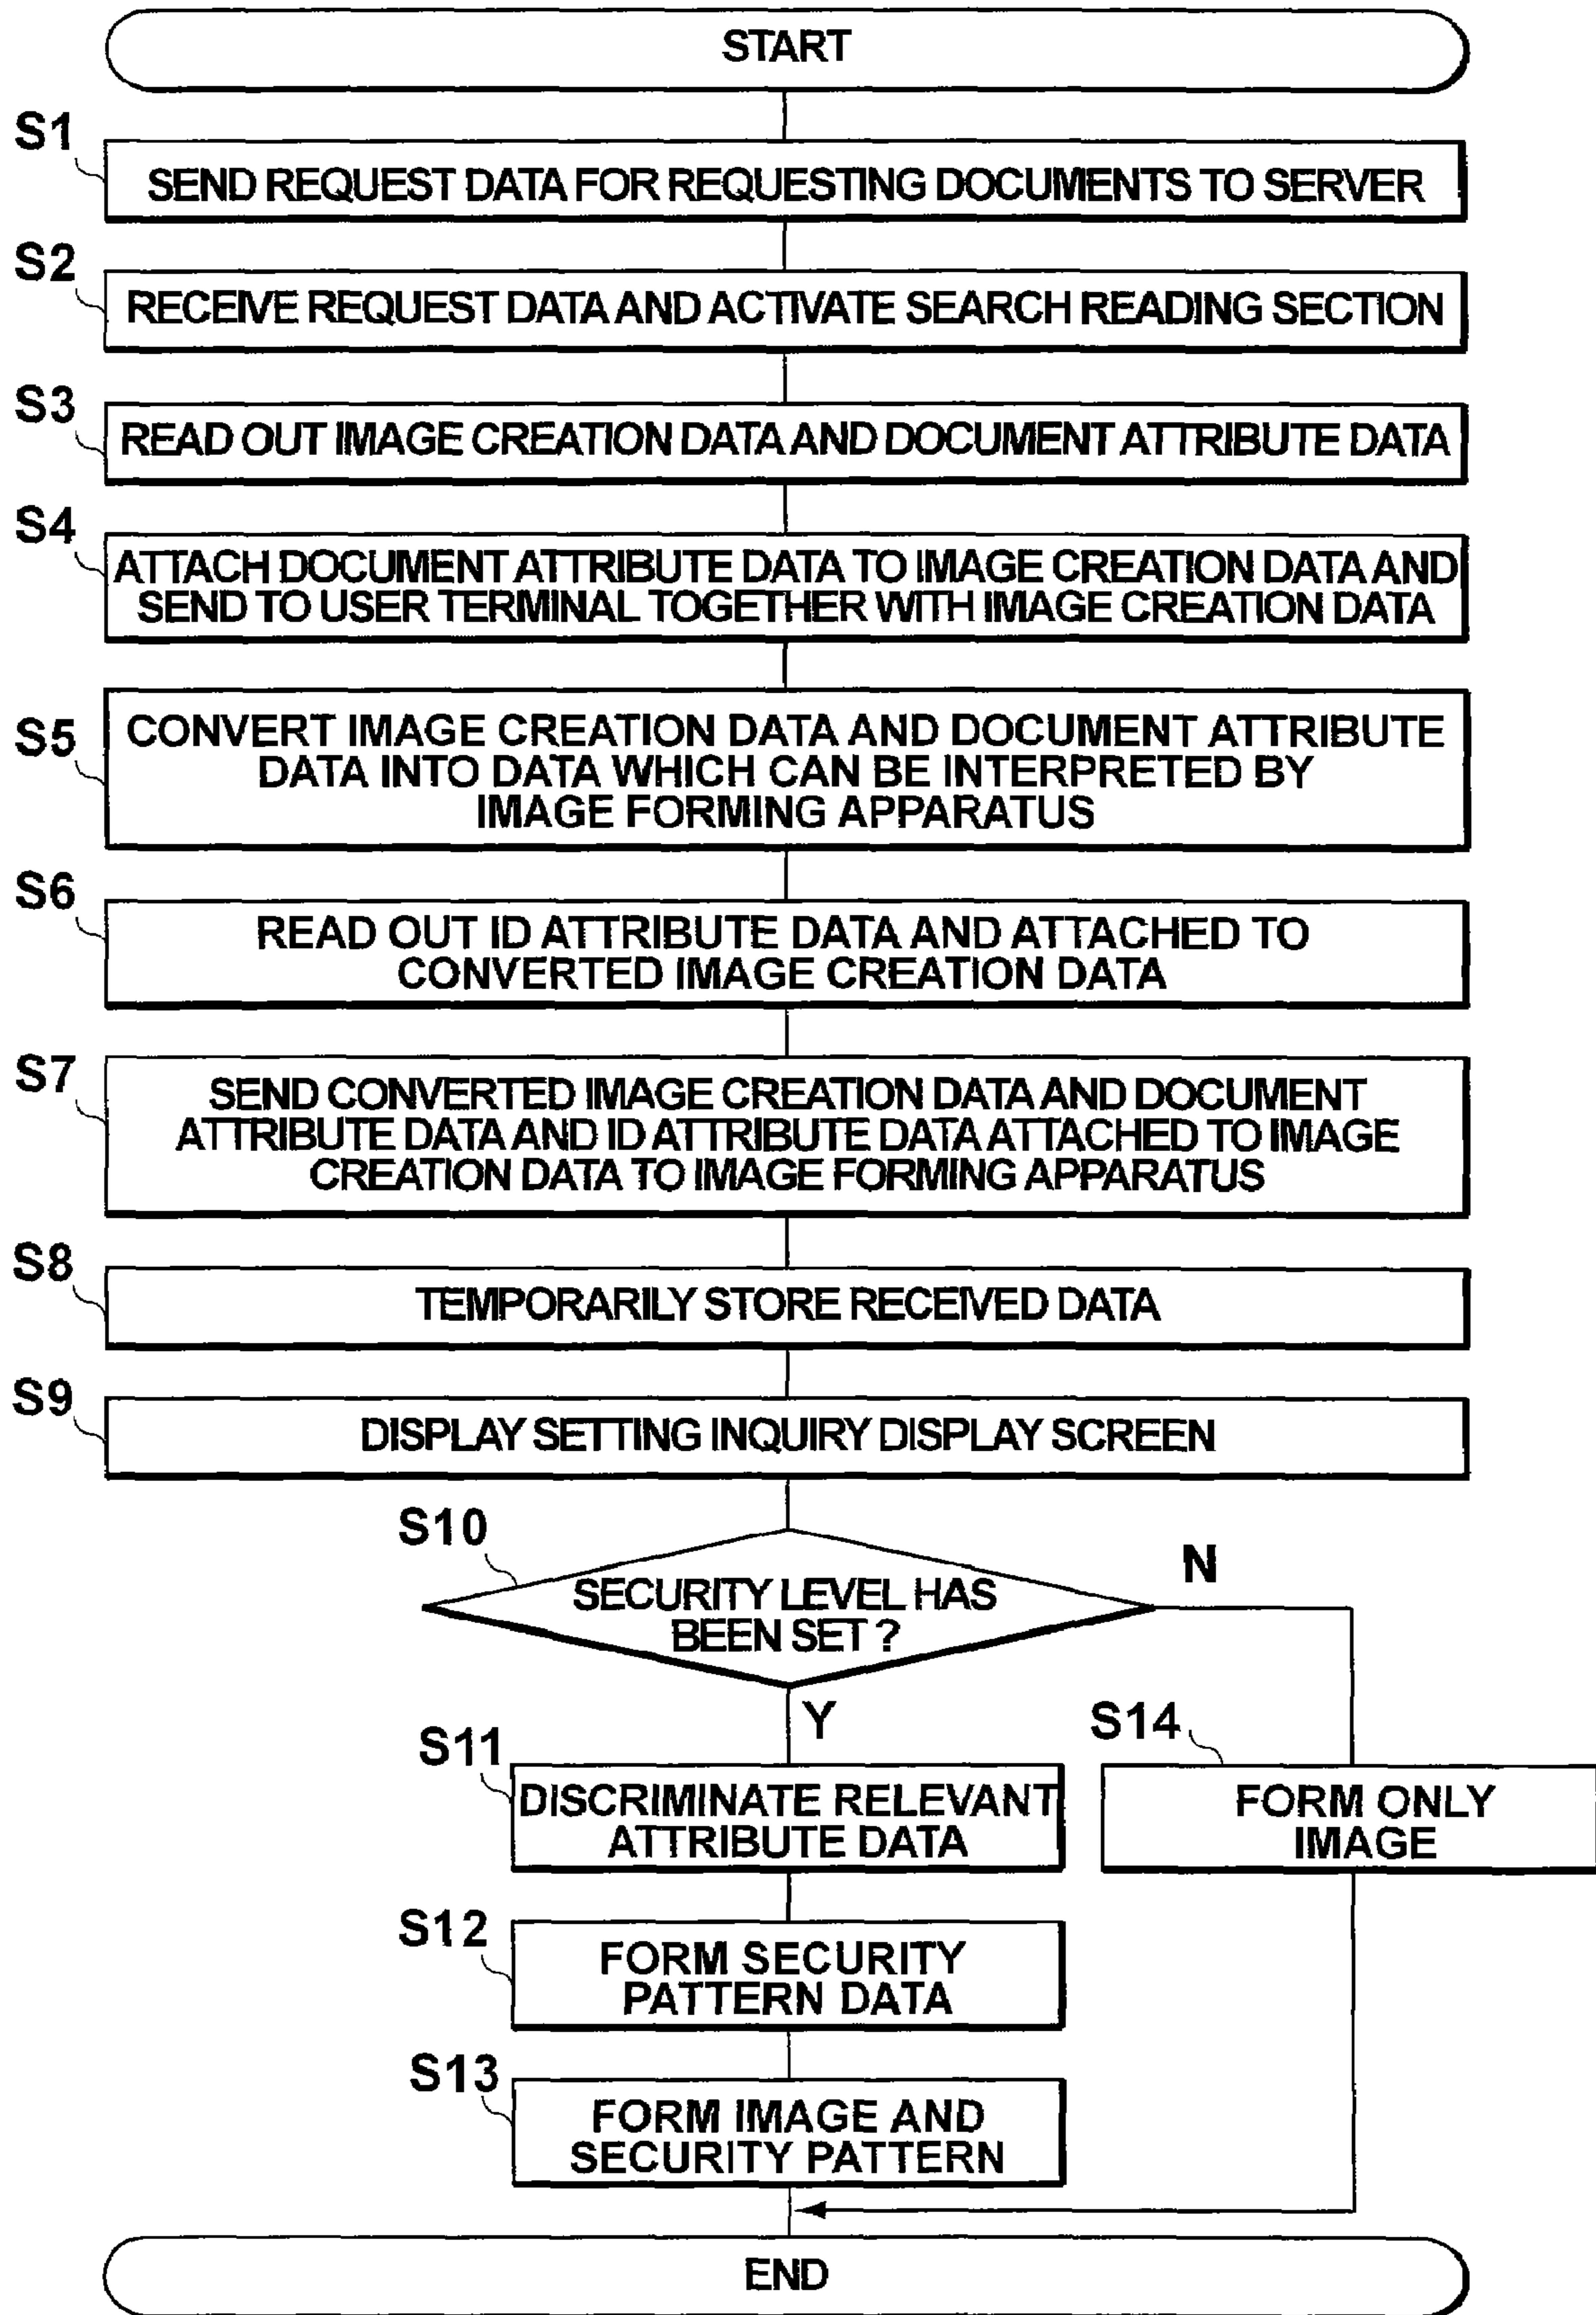 START
S1
SEND REQUEST DATA FOR REQUESTING DOCUMENTS TO SERVER
S2
RECEIVE REQUEST DATA AND ACTIVATE SEARCH READING SECTION
S3
READ OUT IMAGE CREATION DATA AND DOCUMENT ATTRIBUTE DATA
S4
ATTACH DOCUMENT ATTRIBUTE DATA TO IMAGE CREATION DATA AND
SEND TO USER TERMINAL TOGETHER WITH IMAGE CREATION DATA
S5
CONVERT IMAGE CREATION DATA AND DOCUMENT ATTRIBUTE
DATA INTO DATA WHICH CAN BE INTERPRETED BY
IMAGE FORMING APPARATUS
S6
READ OUT ID ATTRIBUTE DATA AND ATTACHED TO
CONVERTED IMAGE CREATION DATA
S7
SEND CONVERTED IMAGE CREATION DATA AND DOCUMENT
ATTRIBUTE DATA AND ID ATTRIBUTE DATA ATTACHED TO IMAGE
CREATION DATA TO IMAGE FORMING APPARATUS
S8
TEMPORARILY STORE RECEIVED DATA
S9
DISPLAY SETTING INQUIRY DISPLAY SCREEN
S10
SECURITY LEVEL HAS
BEEN SET ?
N
Y
S11
DISCRIMINATE RELEVANT
ATTRIBUTE DATA
S14
FORM ONLY
IMAGE
S12
FORM SECURITY
PATTERN DATA
S13
FORM IMAGE AND
SECURITY PATTERN
END